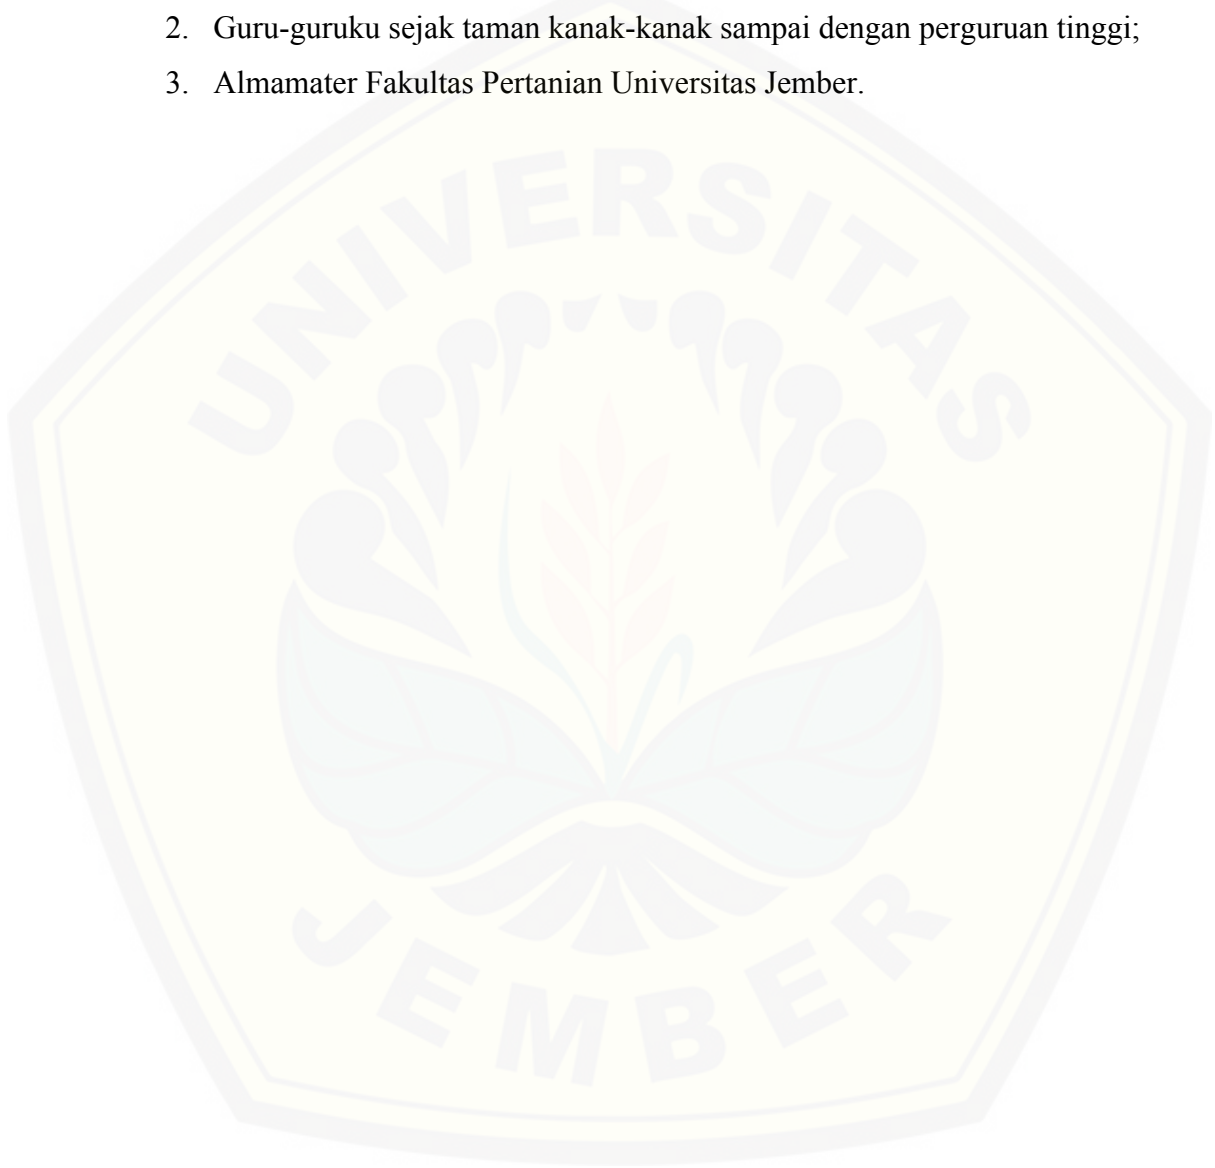 2. Guru-guruku sejak taman kanak-kanak sampai dengan perguruan tinggi;
3. Almamater Fakultas Pertanian Universitas Jember.
UNIVERSITAS
JEMBER